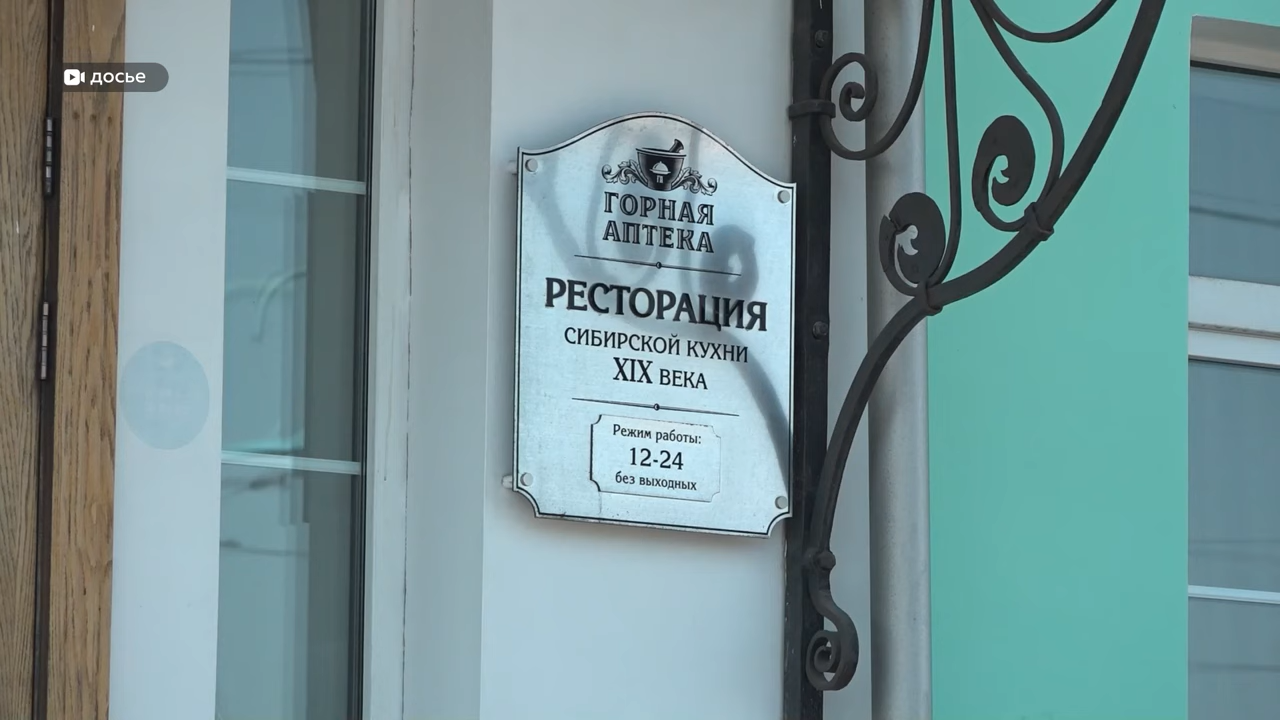 досье
ГОРНАЯ
АПТЕКА
РЕСТОРАЦИЯ
СИБИРСКОЙ КУХНИ
XIX ВЕКА
Режим работы:
12-24
без выходных